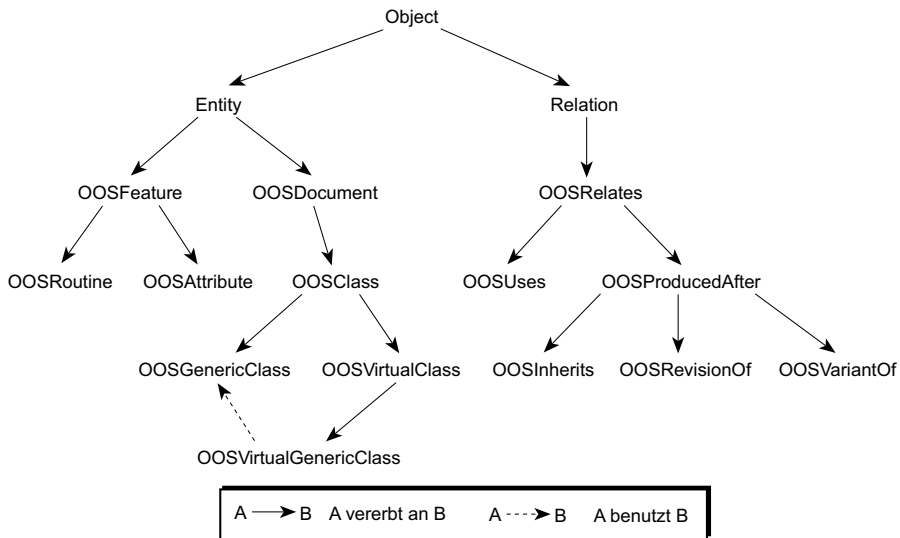 Object
Entity Relation
OOSFeature OOSDocument OOSRelates
OOSRoutine OOSAttribute OOSClass OOSUses OOSProducedAfter
OOSGenericClass OOSVirtualClass OOSInherits OOSRevisionOf OOSVariantOf
OOSVirtualGenericClass
A B A vererbt an B A B A benutzt B